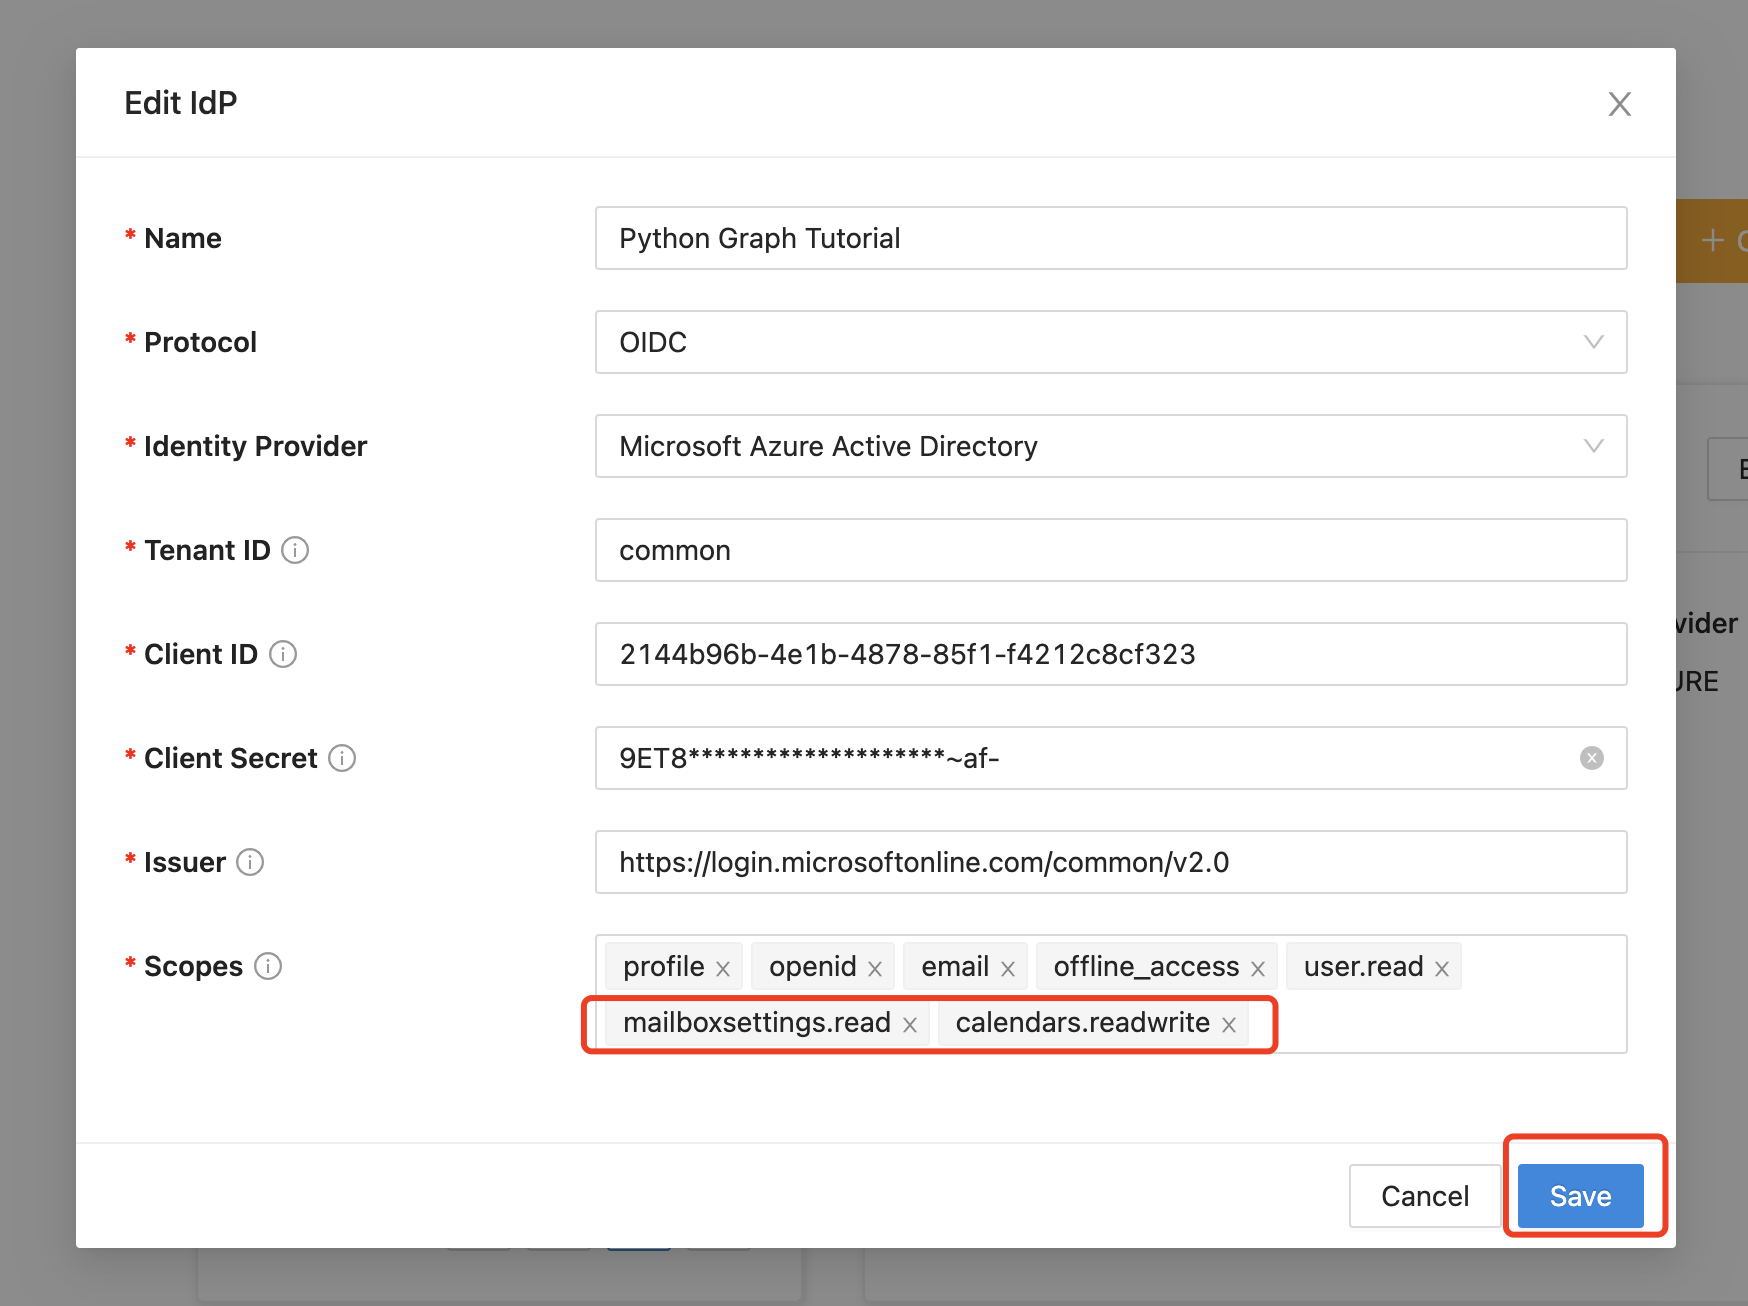 Edit IdP
* Name
Python Graph Tutorial
* Protocol
OIDC
* Identity Provider
Microsoft Azure Active Directory
* Tenant ID
common
* Client ID
2144b96b-4e1b-4878-85f1-f4212c8cf323
* Client Secret
9ET8********************~af-
* Issuer
https://login.microsoftonline.com/common/v2.0
* Scopes
profile openid email offline_access user.read
mailboxsettings.read calendars.readwrite
Cancel Save